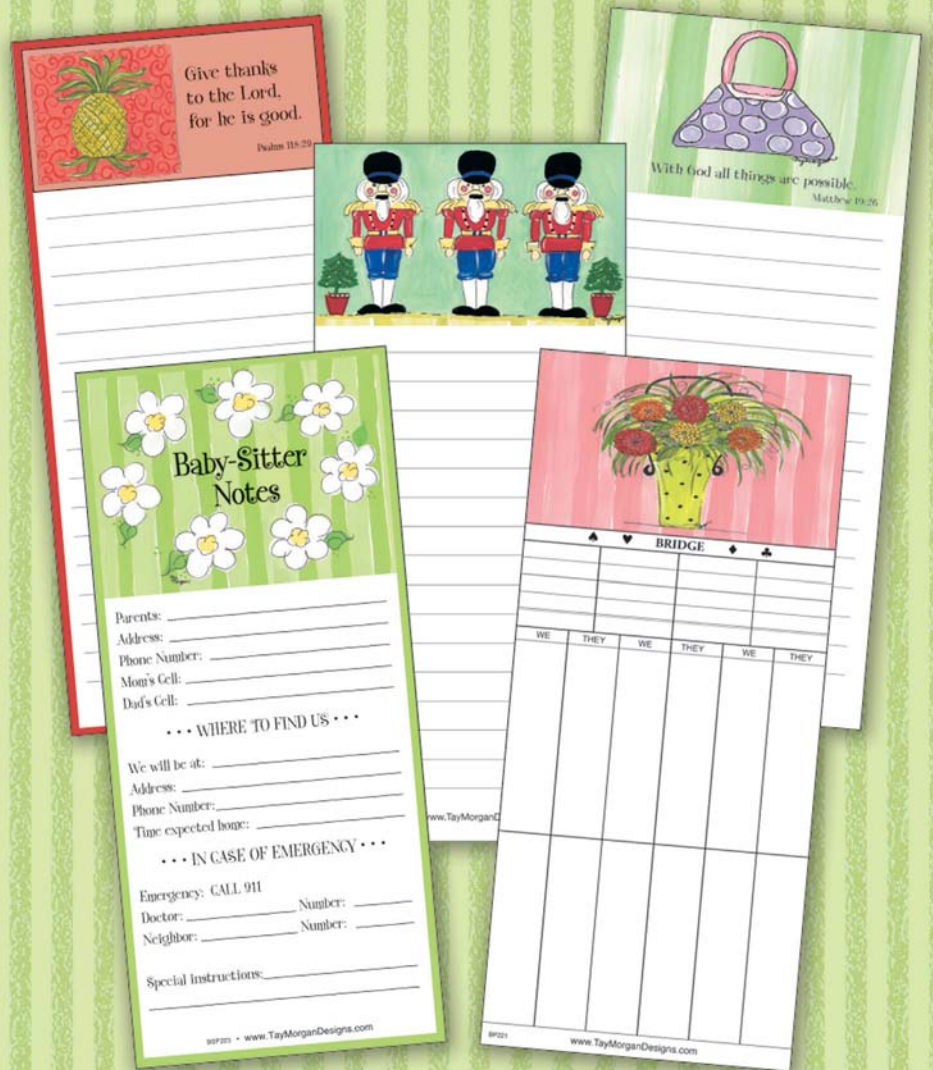 Give thanks
to the Lord,
for he is good.
Psalm 118:29
With God all things are possible.
Matthew 19:26
www.TayMorganD
Baby-Sitter
Notes
Parents:
Address:
Phone Number:
Mom's Cell:
Dad's Cell:
• • • WHERE TO FIND US • • •
We will be at:
Address:
Phone Number:
Time expected home:
• • • IN CASE OF EMERGENCY • • •
Emergency: CALL 911
Doctor: Number:
Neighbor: Number:
Special instructions:
• www.TayMorganDesigns.com
♠ ♥ BRIDGE ♦ ♣
WE THEY WE THEY WE THEY
BP221 www.TayMorganDesigns.com